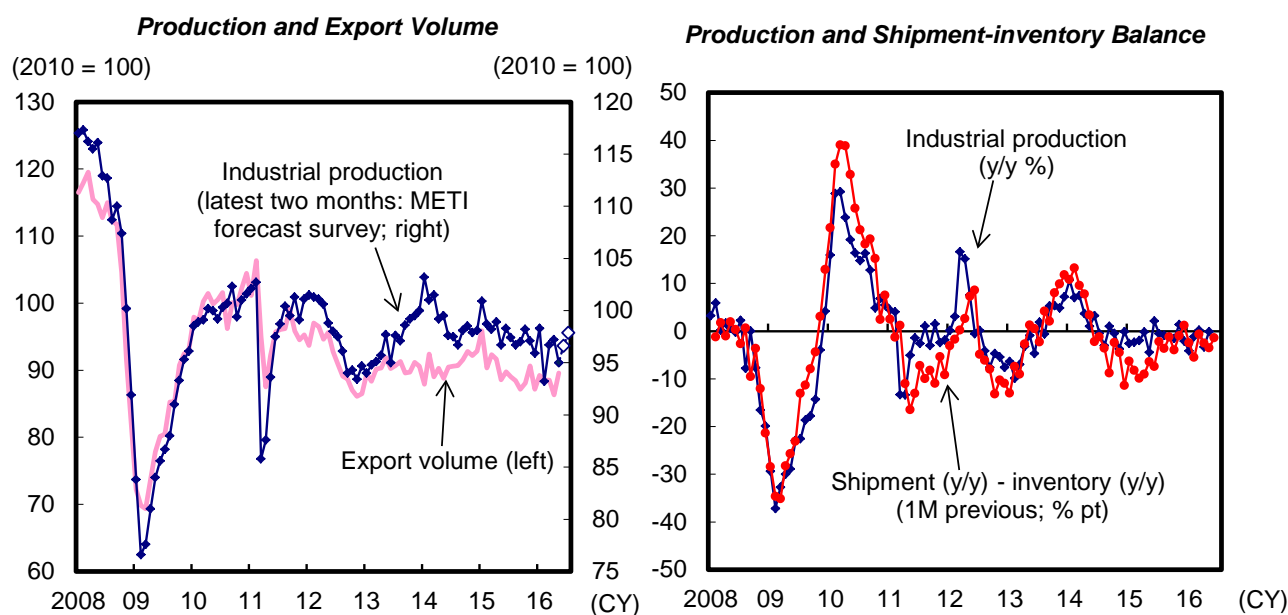 Production and Export Volume
(2010 = 100)
(2010 = 100)
130
120
110
100
90
80
70
60
120
115
110
105
100
95
90
85
80
75
Industrial production
(latest two months: METI
forecast survey; right)
Export volume (left)
2008 09 10 11 12 13 14 15 16 (CY)
Production and Shipment-inventory Balance
50
40
30
20
10
0
-10
-20
-30
-40
-50
Industrial production
(y/y %)
Shipment (y/y) - inventory (y/y)
(1M previous; % pt)
2008 09 10 11 12 13 14 15 16 (CY)